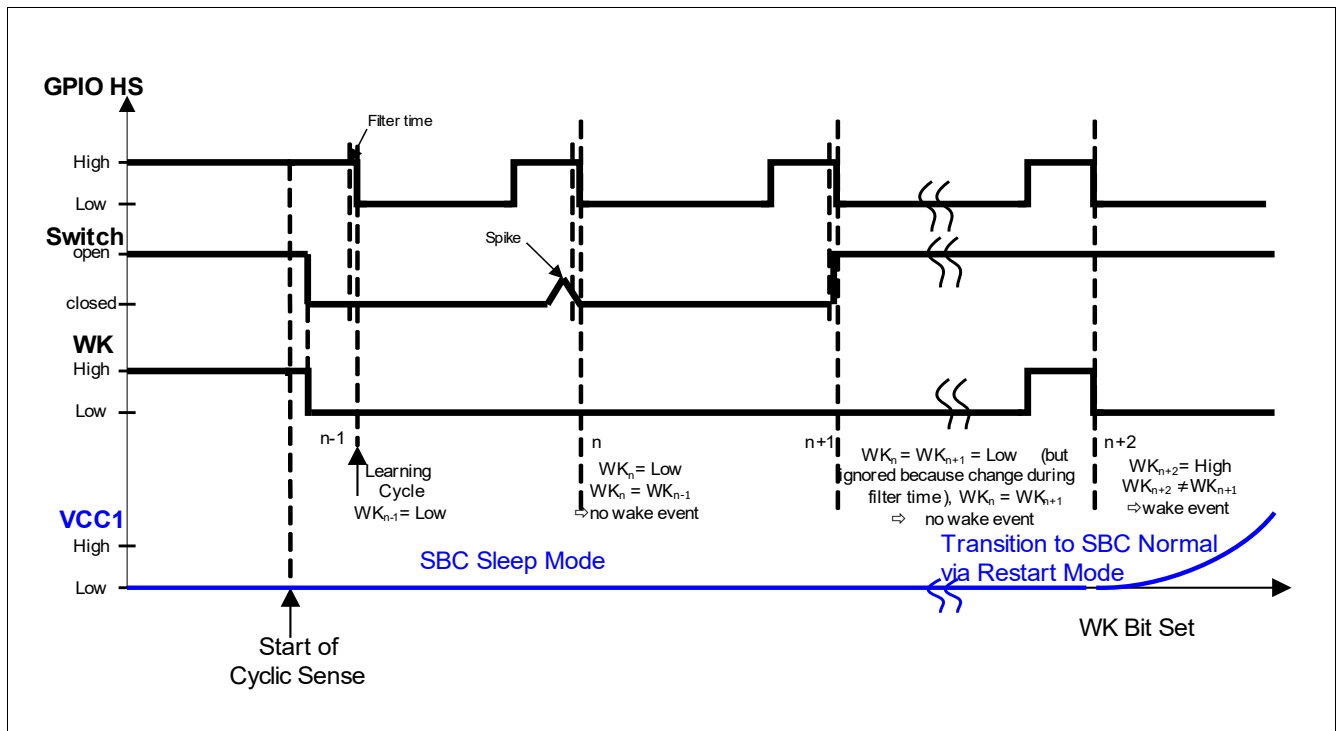 GPIO HS
Filter time
High
Low
Switch
open
Spike
closed
WK
High
Low
n-1
n
n+1
n+2
Learning
Cycle
WKn-1= Low
WKn = Low
WKn = WKn-1
⇨no wake event
WKn = WKn+1 = Low (but
ignored because change during
filter time), WKn = WKn+1
⇨ no wake event
WKn+2= High
WKn+2 ≠WKn+1
⇨wake event
VCC1
High
Low
SBC Sleep Mode
Transition to SBC Normal
via Restart Mode
Start of
Cyclic Sense
WK Bit Set